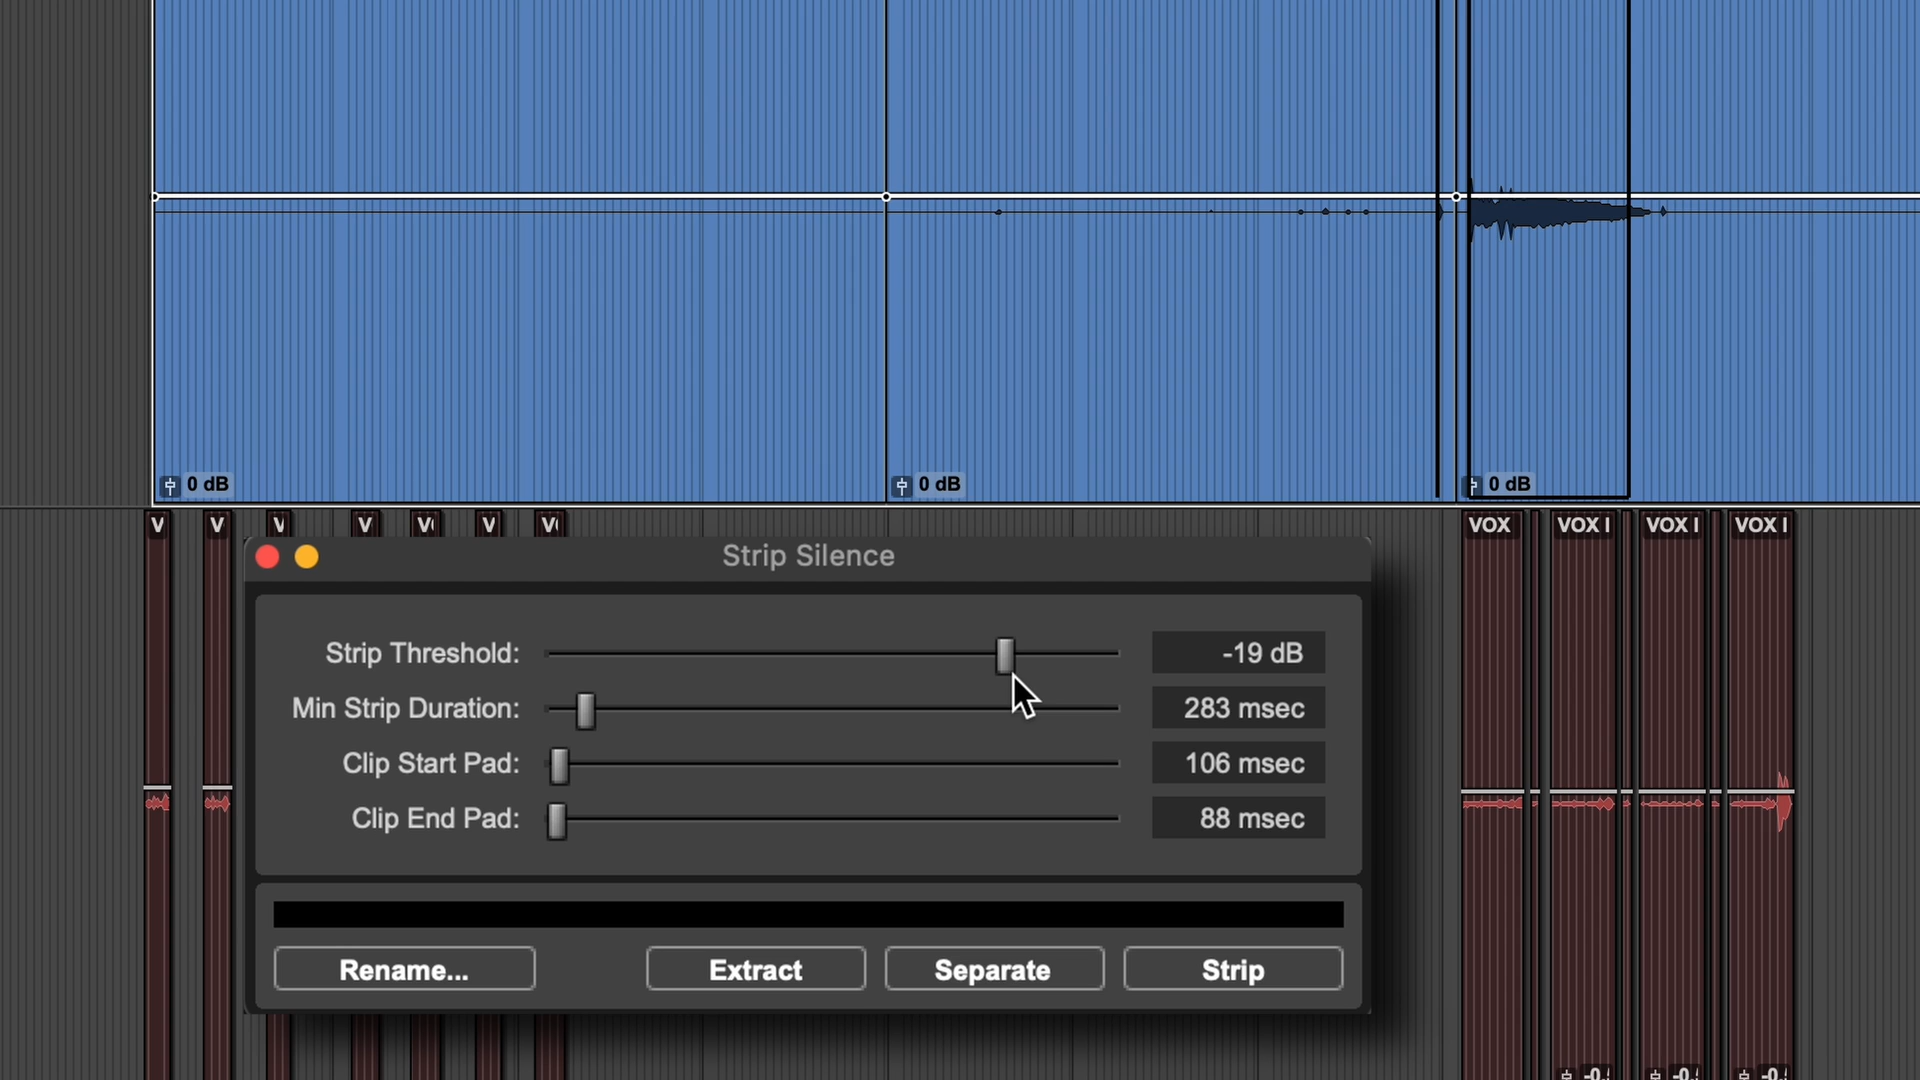 0 dB 0 dB 0 dB
V V V V V V V VOX VOX I VOX I VOX I
Strip Silence
Strip Threshold: -19 dB
Min Strip Duration: 283 msec
Clip Start Pad: 106 msec
Clip End Pad: 88 msec
Rename... Extract Separate Strip